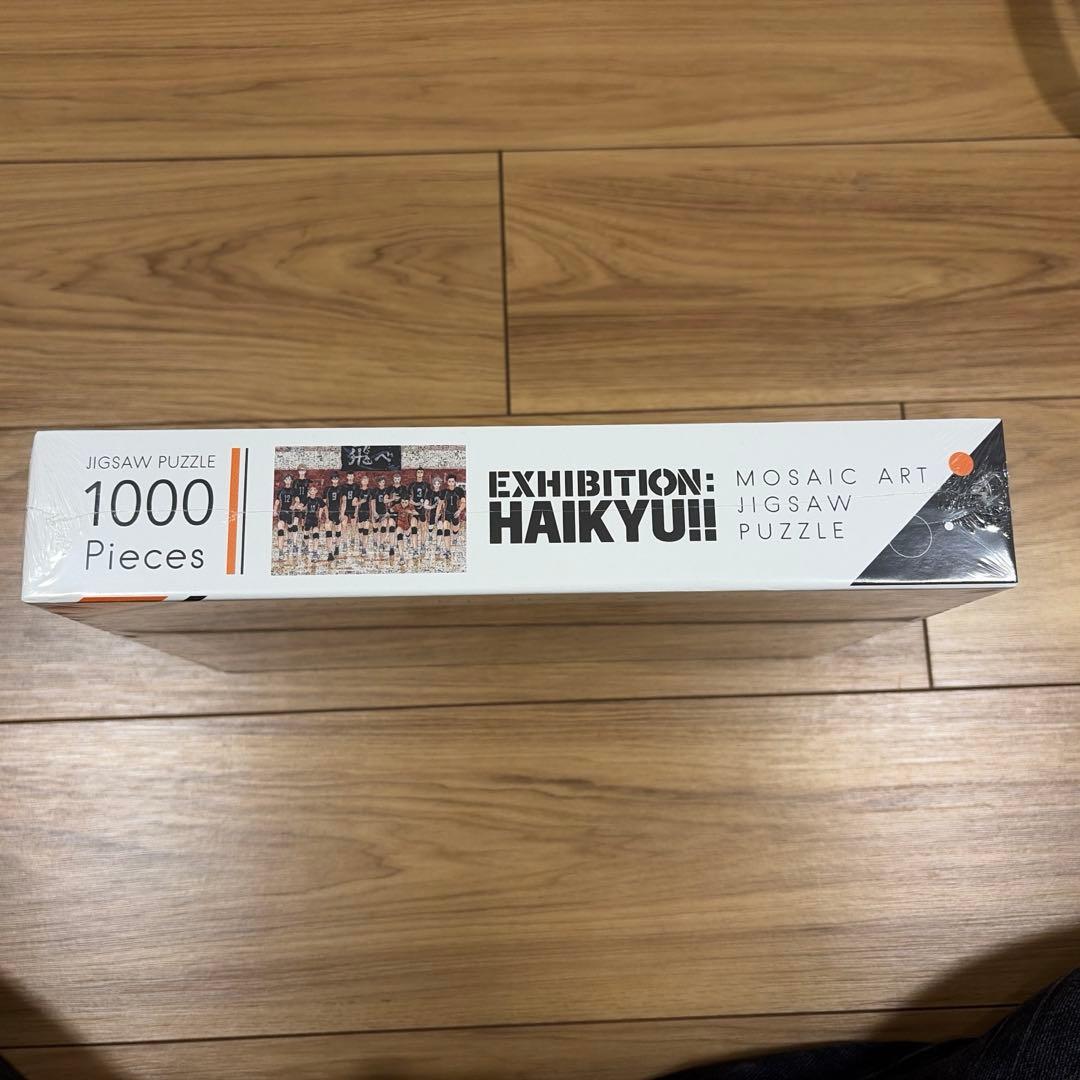 JIGSAW PUZZLE
1000
Pieces
飛べ
EXHIBITION:
HAIKYU!!
MOSAIC ART
JIGSAW
PUZZLE